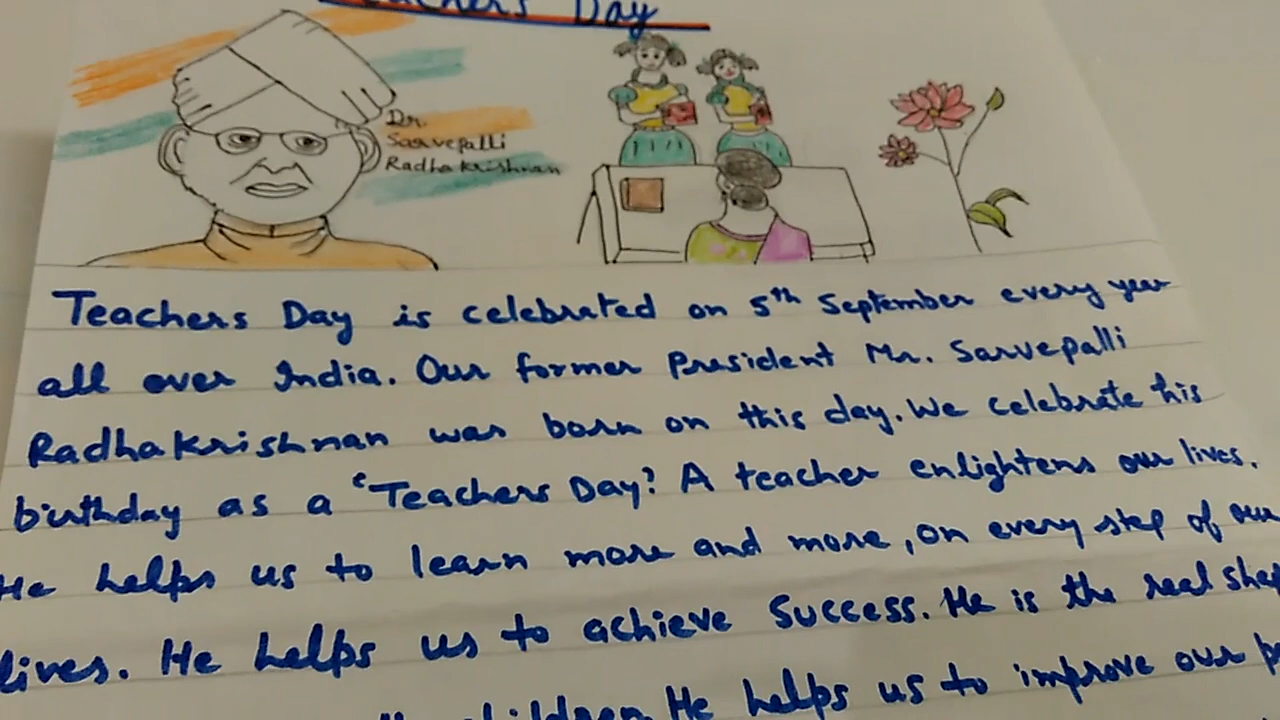 Teachers Day
Dr.
Sarvepalli
Radhakrishnan
Teachers Day is celebrated on 5th September every year
all over India. Our former President Mr. Sarvepalli
Radhakrishnan was born on this day. We celebrate his
birthday as a 'Teachers Day'. A teacher enlightens our lives.
He helps us to learn more and more, on every step of our
lives. He helps us to achieve success. He is the real
children. He helps us to improve our